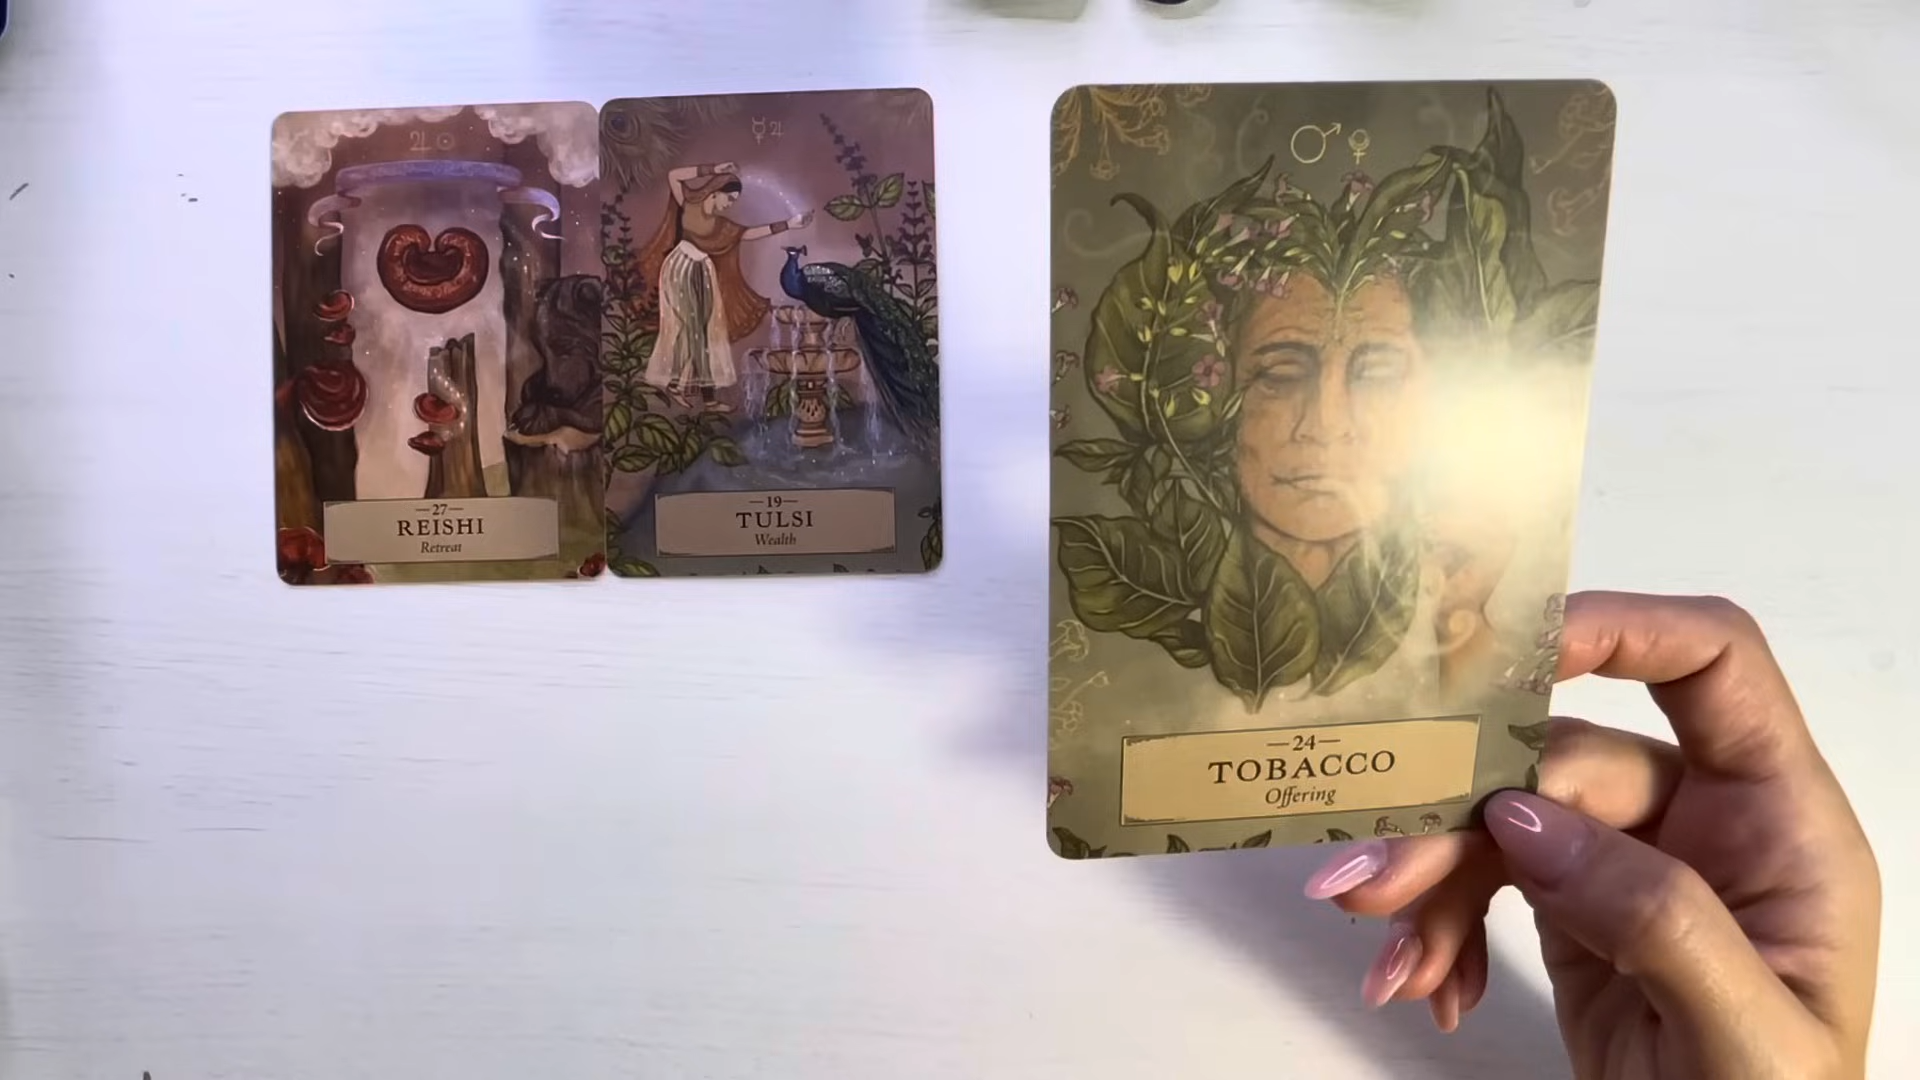 —27—
REISHI
Retreat
—19—
TULSI
Wealth
—24—
TOBACCO
Offering